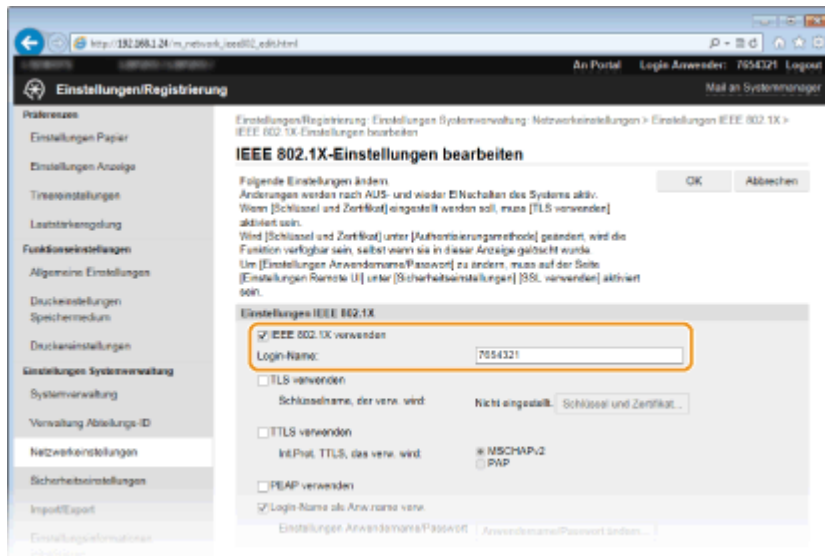 http://192.168.1.24/m_network_ieee802_edit.html
An Portal Login Anwender: 7654321 Logout
Einstellungen/Registrierung
Mail an Systemmanager
Präferenzen
Einstellungen Papier
Einstellungen Anzeige
Timereinstellungen
Lautstärkeregelung
Funktionseinstellungen
Allgemeine Einstellungen
Druckeinstellungen
Speichermedium
Druckereinstellungen
Einstellungen Systemverwaltung
Systemverwaltung
Verwaltung Abteilungs-ID
Netzwerkeinstellungen
Sicherheitseinstellungen
Import/Export
Einstellungsinformationen
Einstellungen/Registrierung: Einstellungen Systemverwaltung: Netzwerkeinstellungen > Einstellungen IEEE 802.1X >
IEEE 802.1X-Einstellungen bearbeiten
IEEE 802.1X-Einstellungen bearbeiten
OK Abbrechen
Folgende Einstellungen ändern.
Änderungen werden nach AUS- und wieder EINschalten des Systems aktiv.
Wenn [Schlüssel und Zertifikat] eingestellt werden soll, muss [TLS verwenden]
aktiviert sein.
Wird [Schlüssel und Zertifikat] unter [Authentisierungsmethode] geändert, wird die
Funktion verfügbar sein, selbst wenn sie in dieser Anzeige gelöscht wurde.
Um [Einstellungen Anwendername/Passwort] zu ändern, muss auf der Seite
[Einstellungen Remote UI] unter [Sicherheitseinstellungen] [SSL verwenden] aktiviert
sein.
Einstellungen IEEE 802.1X
IEEE 802.1X verwenden
Login-Name: 7654321
TLS verwenden
Schlüsselname, der verw. wird: Nicht eingestellt. Schlüssel und Zertifikat...
TTLS verwenden
Int.Prot. TTLS, das verw. wird: MSCHAPv2
PAP
PEAP verwenden
Login-Name als Anw.name verw.
Einstellungen Anwendername/Passwort Anwendername/Passwort ändern...